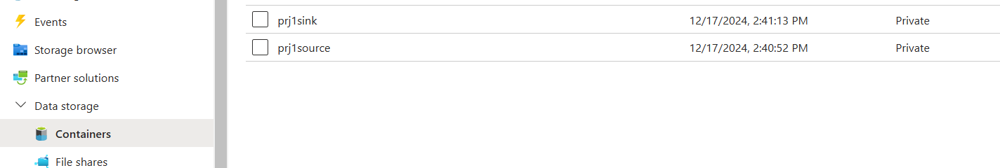 Events
Storage browser
Partner solutions
Data storage
Containers
File shares
prj1sink 12/17/2024, 2:41:13 PM Private
prj1source 12/17/2024, 2:40:52 PM Private